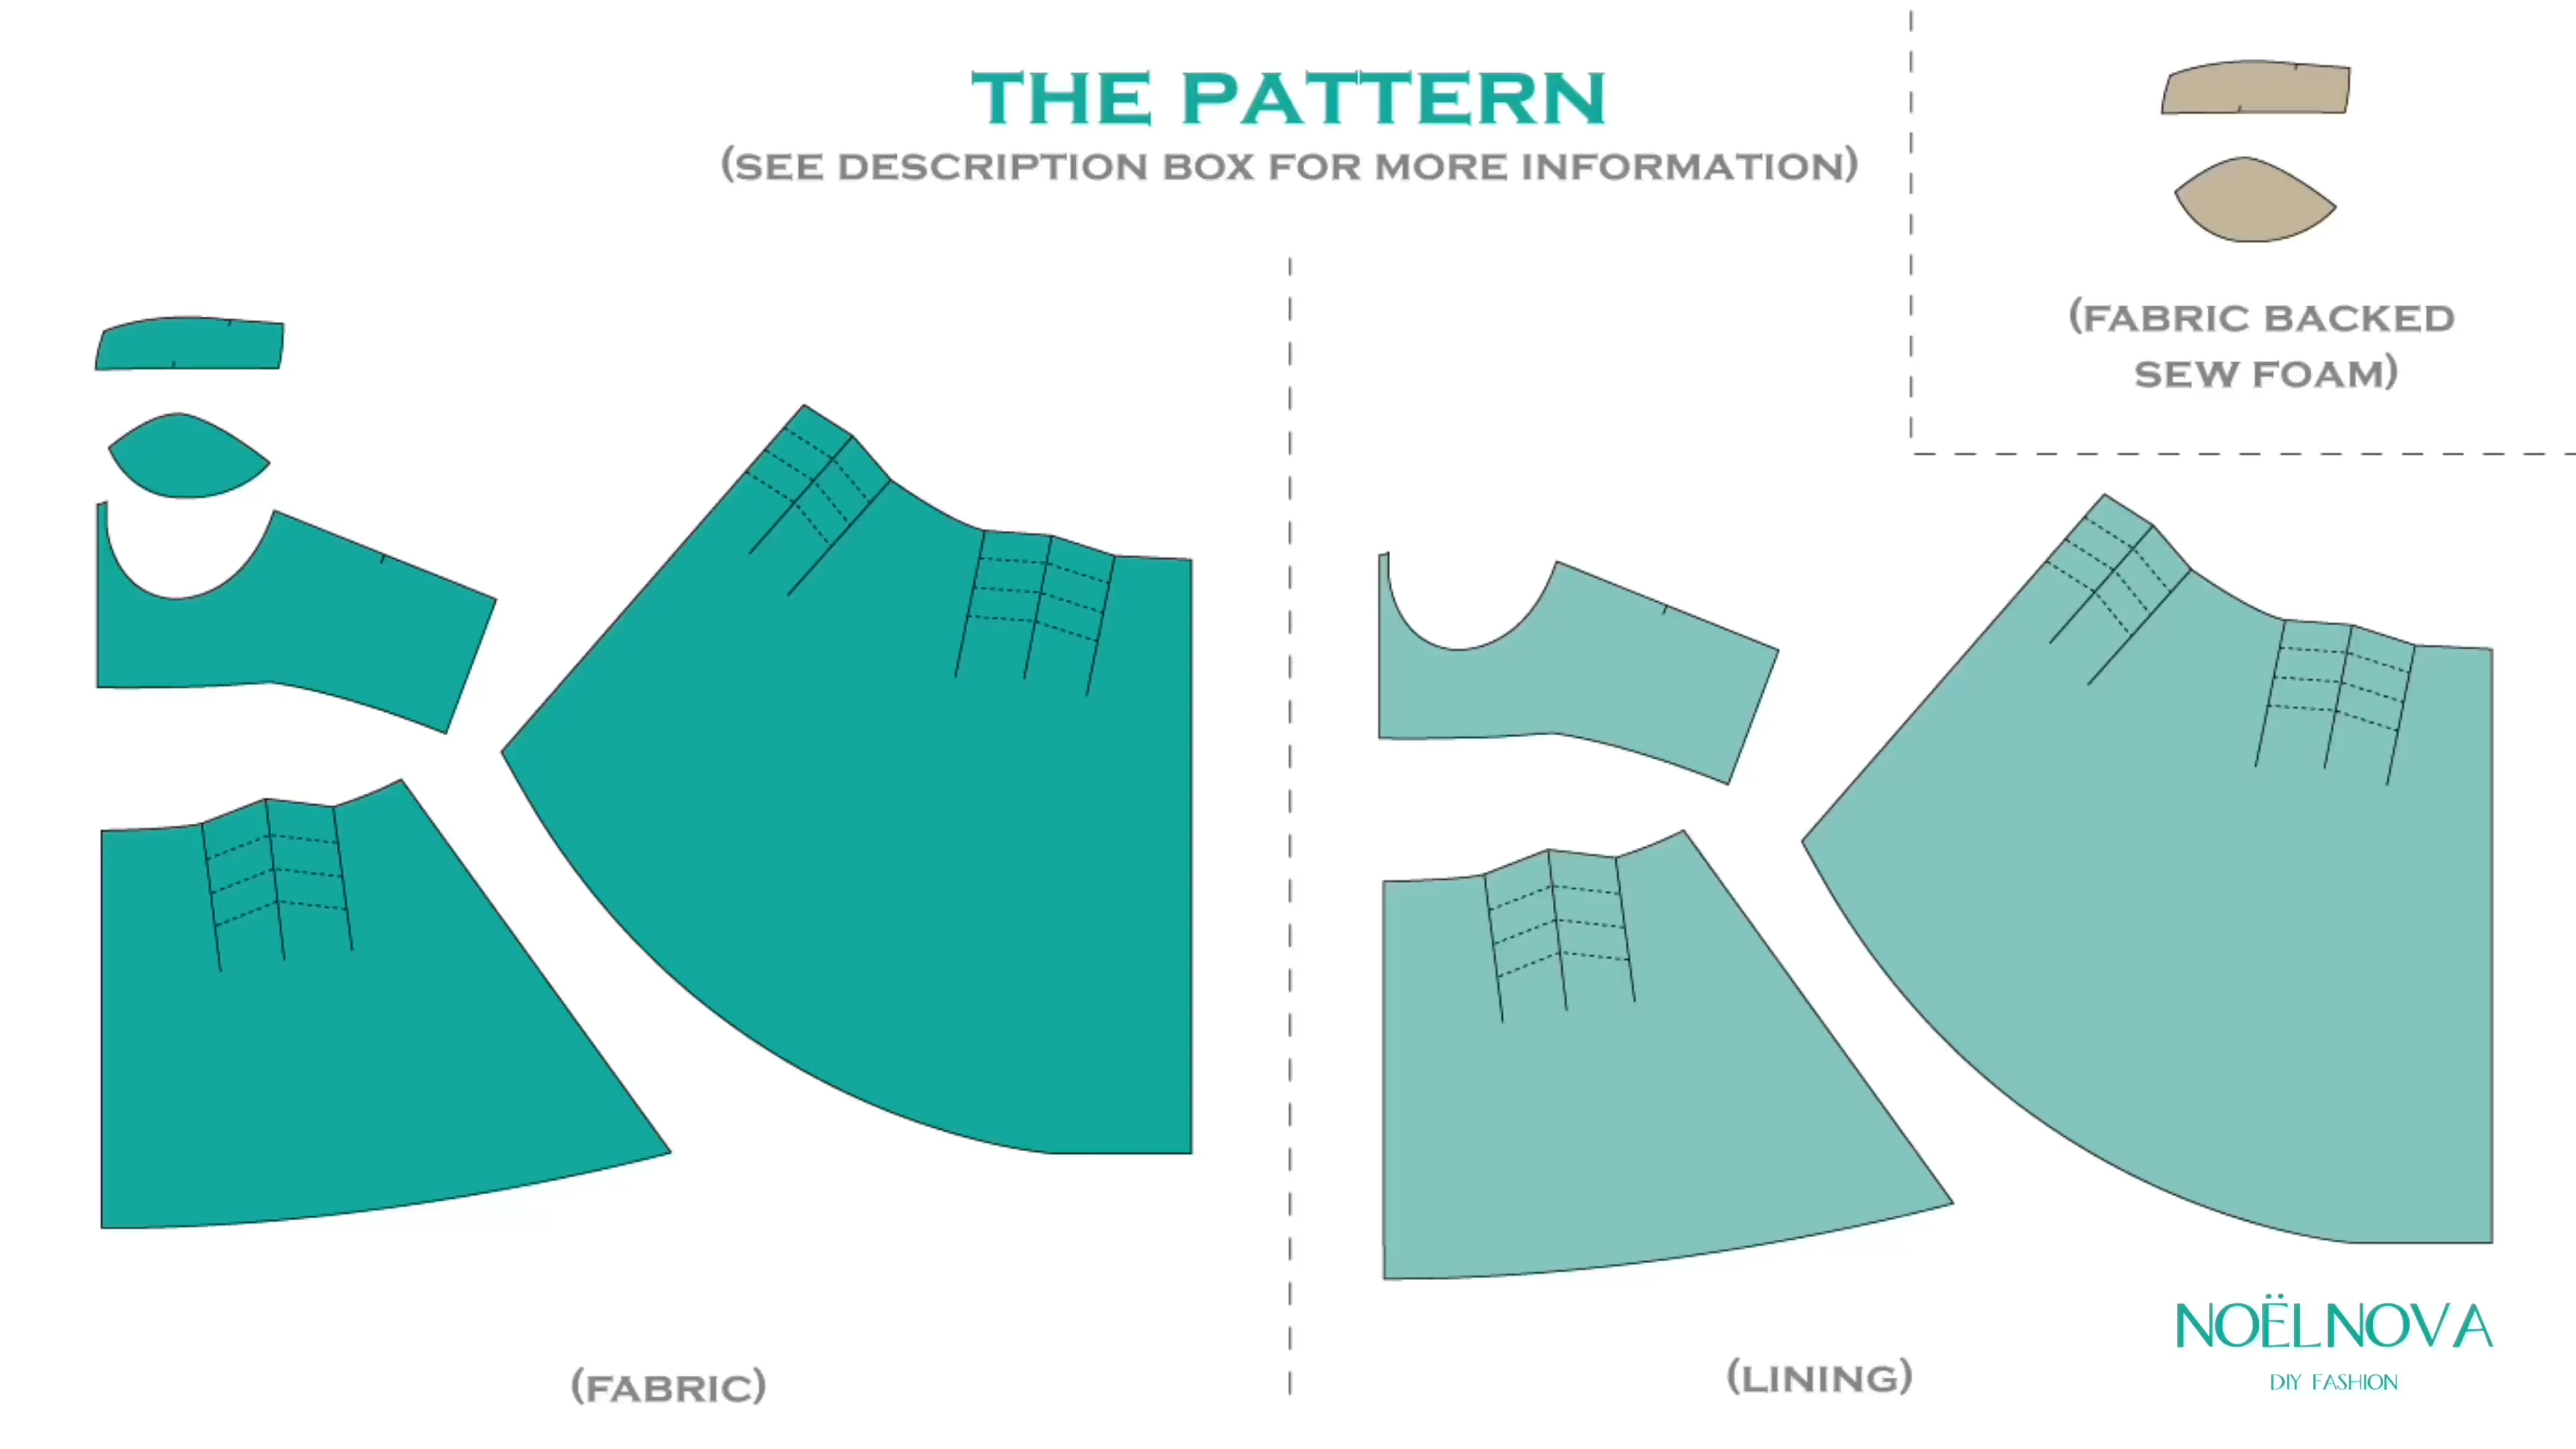 THE PATTERN
(SEE DESCRIPTION BOX FOR MORE INFORMATION)
(FABRIC BACKED
SEW FOAM)
(FABRIC)
(LINING)
NOËLNOVA
DIY FASHION